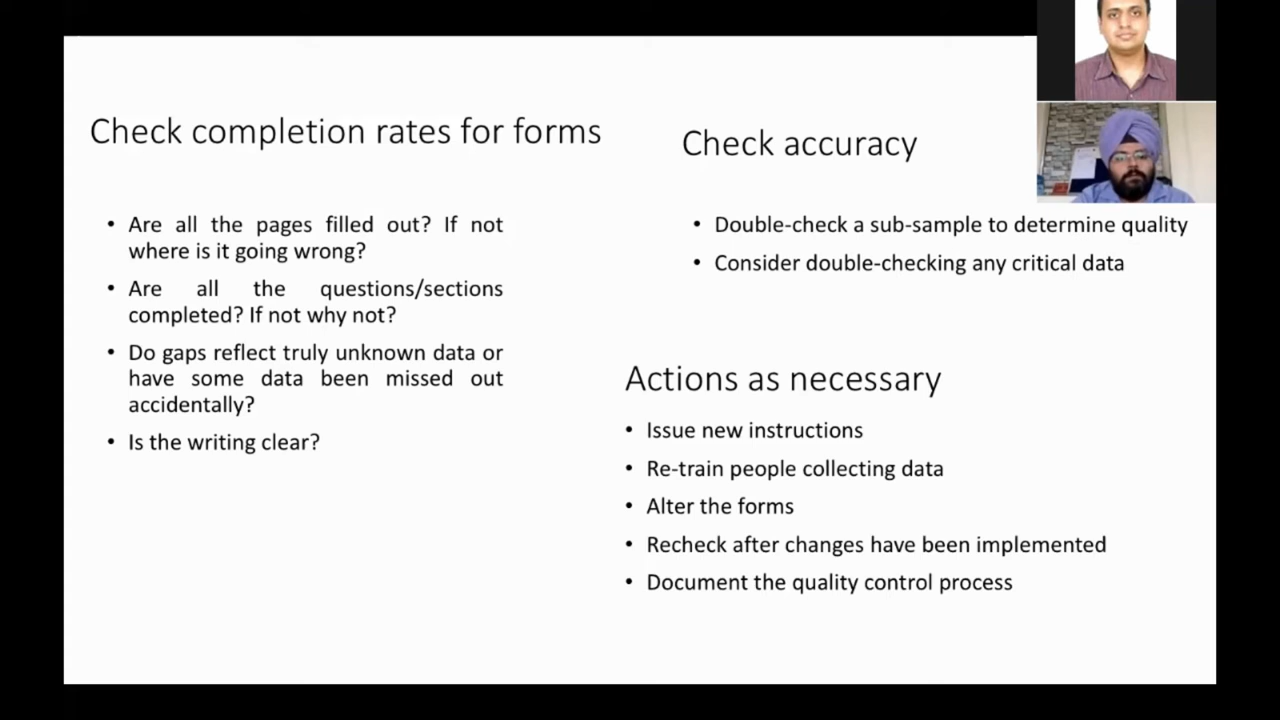 Check completion rates for forms
• Are all the pages filled out? If not
where is it going wrong?
• Are all the questions/sections
completed? If not why not?
• Do gaps reflect truly unknown data or
have some data been missed out
accidentally?
• Is the writing clear?
Check accuracy
• Double-check a sub-sample to determine quality
• Consider double-checking any critical data
Actions as necessary
• Issue new instructions
• Re-train people collecting data
• Alter the forms
• Recheck after changes have been implemented
• Document the quality control process